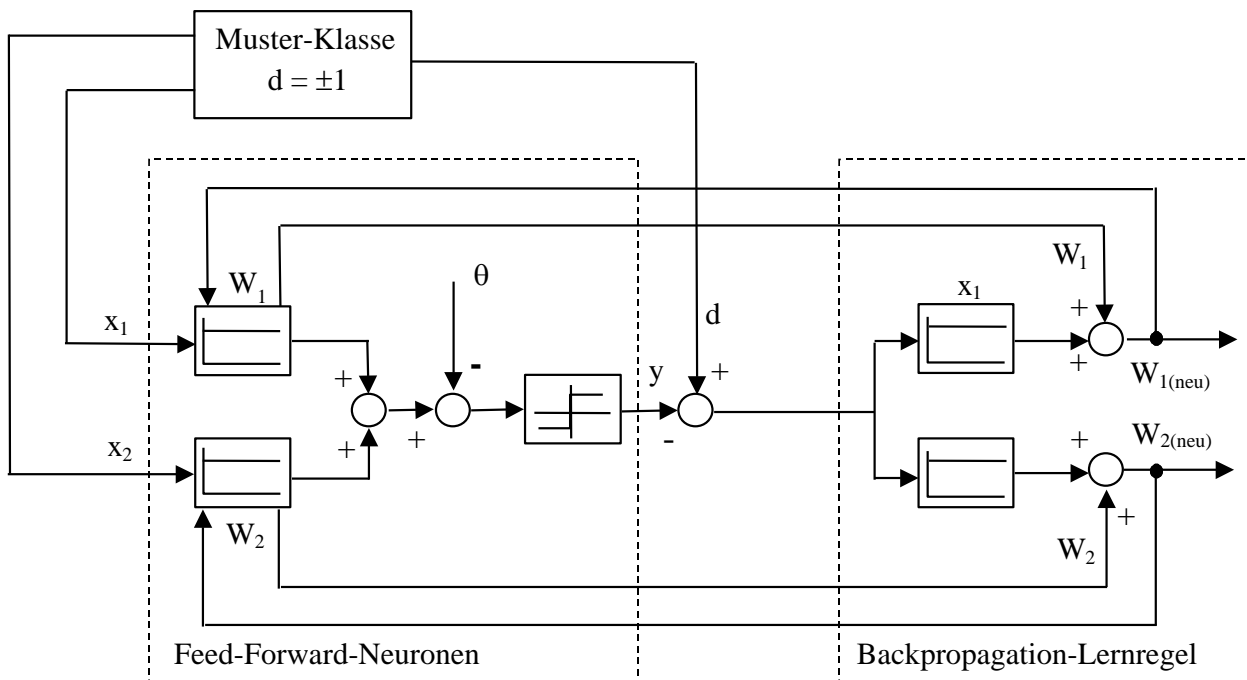 Muster-Klasse
d = ±1
W1
θ
W1
x1
x1
d
+
+
-
y
+
+
+
W1(neu)
+
+
-
x2
+
W2(neu)
W2
W2
+
Feed-Forward-Neuronen
Backpropagation-Lernregel